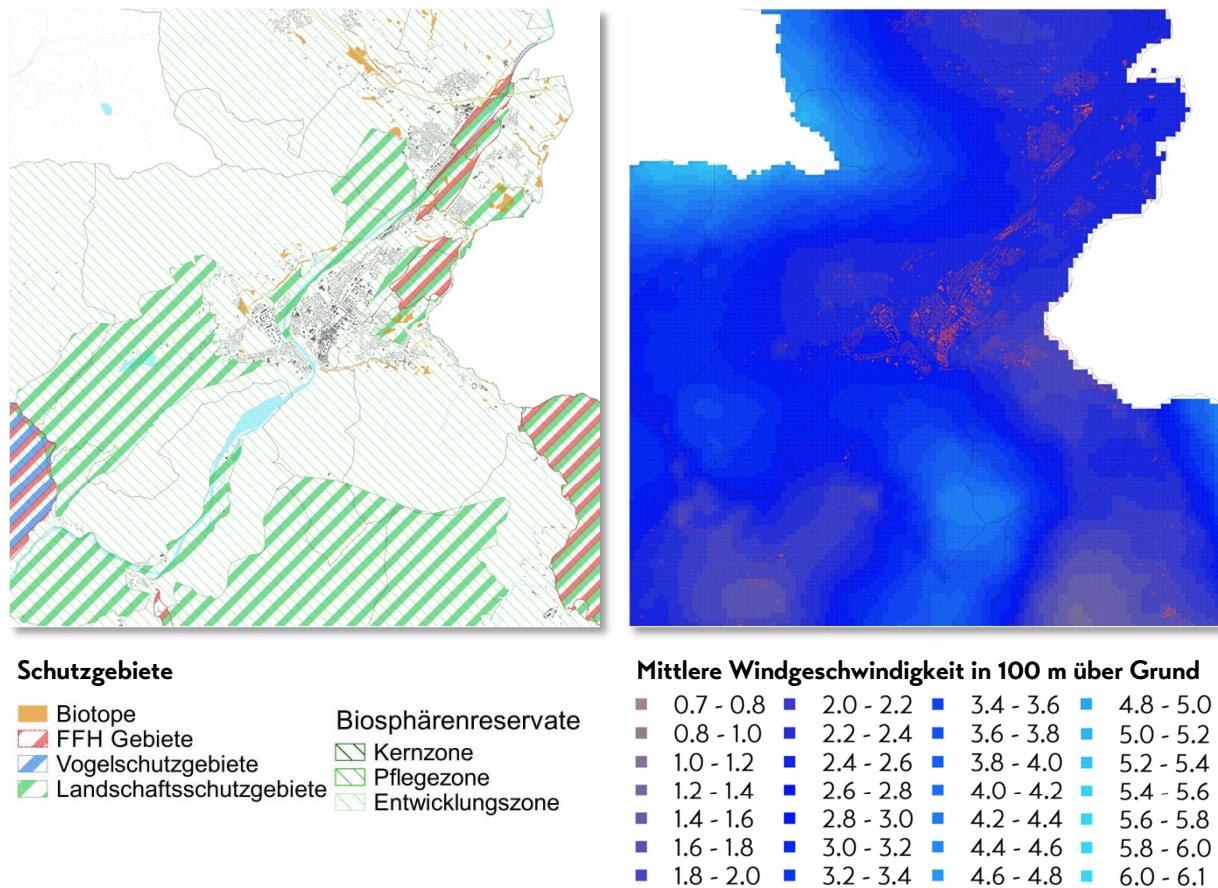 Schutzgebiete
Biotope
FFH Gebiete
Vogelschutzgebiete
Landschaftsschutzgebiete
Biosphärenreservate
Kernzone
Pflegezone
Entwicklungszone
Mittlere Windgeschwindigkeit in 100 m über Grund
0.7 - 0.8
0.8 - 1.0
1.0 - 1.2
1.2 - 1.4
1.4 - 1.6
1.6 - 1.8
1.8 - 2.0
2.0 - 2.2
2.2 - 2.4
2.4 - 2.6
2.6 - 2.8
2.8 - 3.0
3.0 - 3.2
3.2 - 3.4
3.4 - 3.6
3.6 - 3.8
3.8 - 4.0
4.0 - 4.2
4.2 - 4.4
4.4 - 4.6
4.6 - 4.8
4.8 - 5.0
5.0 - 5.2
5.2 - 5.4
5.4 - 5.6
5.6 - 5.8
5.8 - 6.0
6.0 - 6.1